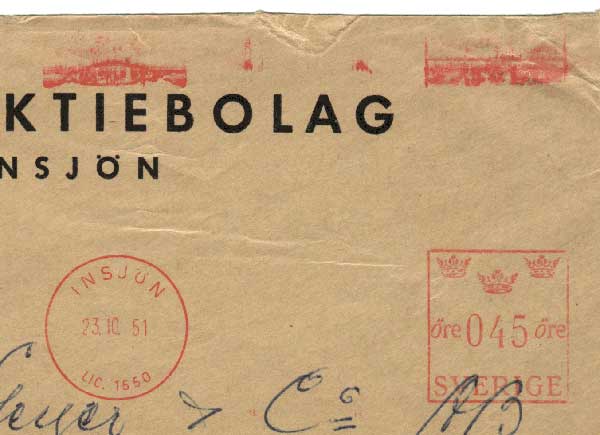 KTIEBOLAG
NSJÖN
INSJÖN
23.10. 51
LIC. 1550
öre 045 öre
SVERIGE
& Co AB